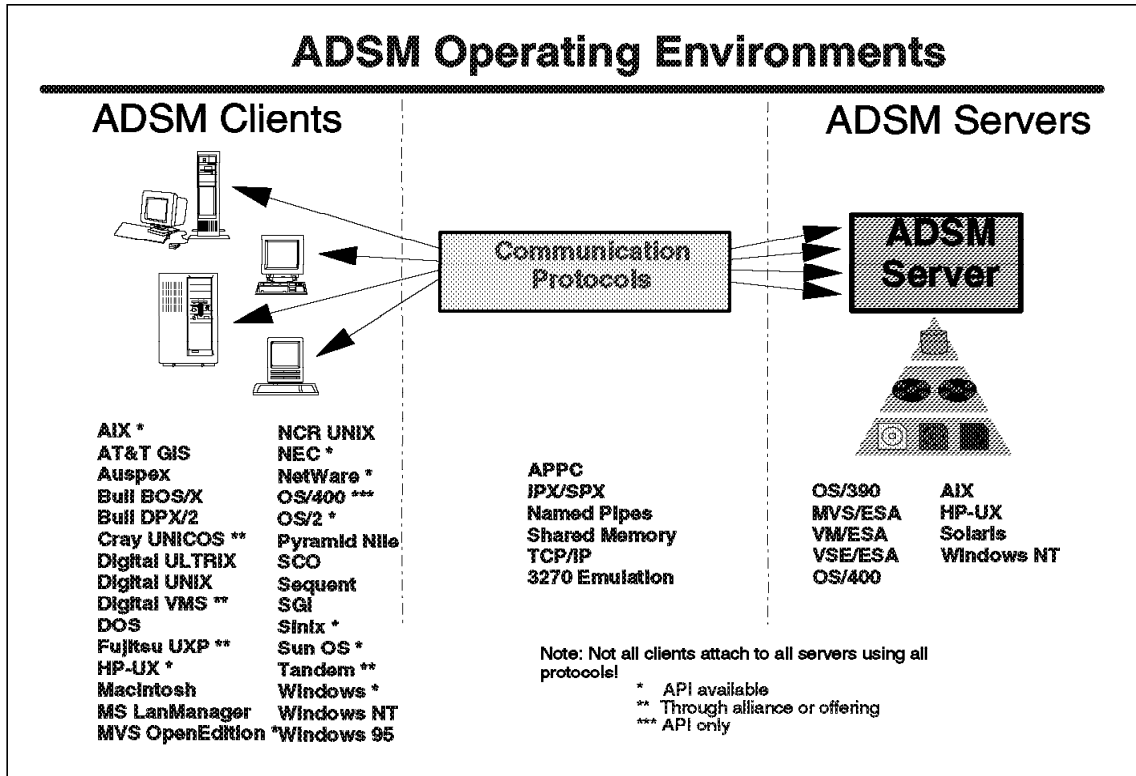 ADSM Operating Environments
ADSM Clients
ADSM Servers
Communication
Protocols
ADSM
Server
AIX *
AT&T GIS
Auspex
Bull BOS/X
Bull DPX/2
Cray UNICOS **
Digital ULTRIX
Digital UNIX
Digital VMS **
DOS
Fujitsu UXP **
HP-UX *
Macintosh
MS LanManager
MVS OpenEdition *
NCR UNIX
NEC *
NetWare *
OS/400 ***
OS/2 *
Pyramid Nile
SCO
Sequent
SGI
Sinix *
Sun OS *
Tandem **
Windows *
Windows NT
Windows 95
APPC
IPX/SPX
Named Pipes
Shared Memory
TCP/IP
3270 Emulation
OS/390
MVS/ESA
VM/ESA
VSE/ESA
OS/400
AIX
HP-UX
Solaris
Windows NT
Note: Not all clients attach to all servers using all
protocols!
* API available
** Through alliance or offering
*** API only